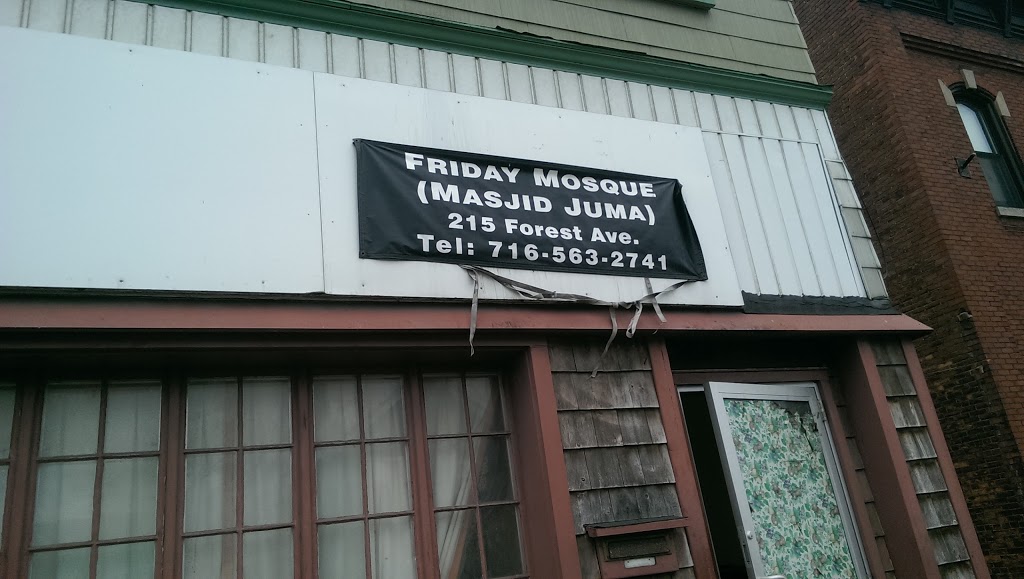 FRIDAY MOSQUE
(MASJID JUMA)
215 Forest Ave.
Tel: 716-563-2741